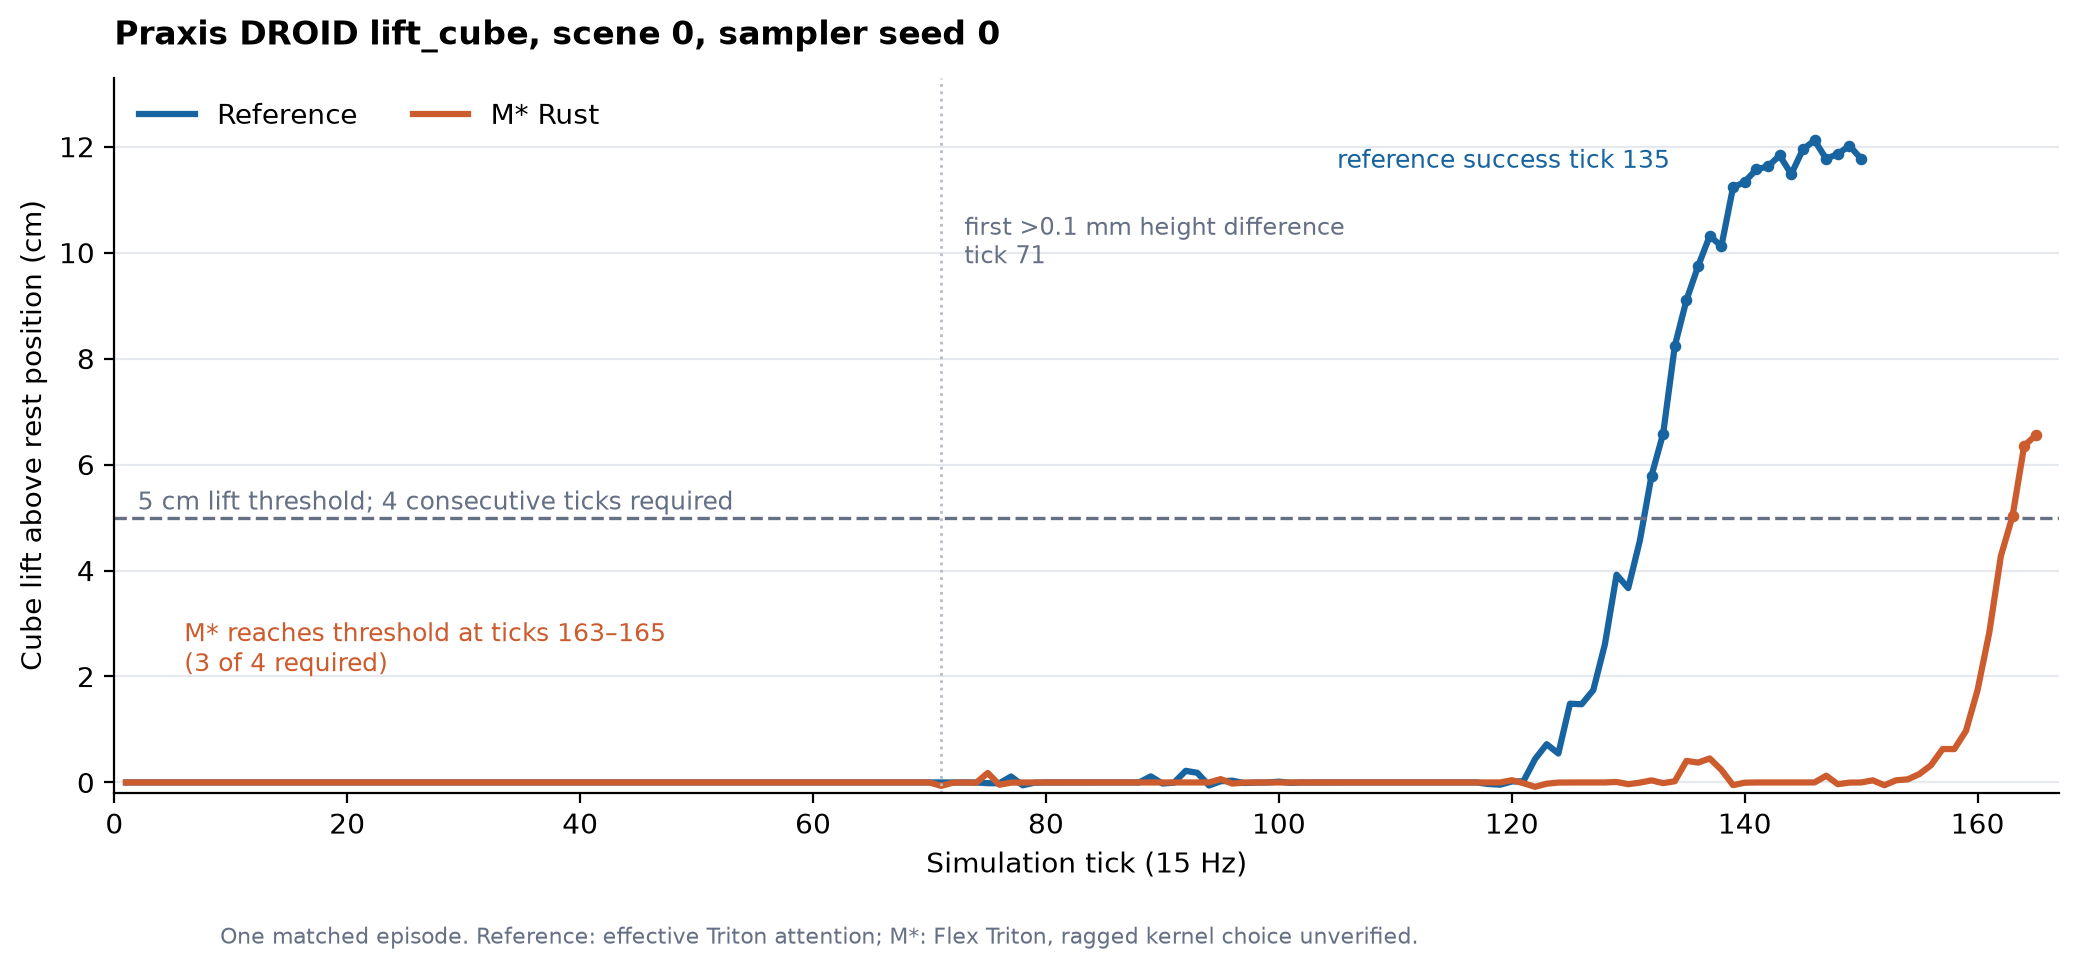 Praxis DROID lift_cube, scene 0, sampler seed 0
Reference
M* Rust
12
10
8
6
4
2
0
Cube lift above rest position (cm)
reference success tick 135
first >0.1 mm height difference
tick 71
5 cm lift threshold; 4 consecutive ticks required
M* reaches threshold at ticks 163–165
(3 of 4 required)
0 20 40 60 80 100 120 140 160
Simulation tick (15 Hz)
One matched episode. Reference: effective Triton attention; M*: Flex Triton, ragged kernel choice unverified.